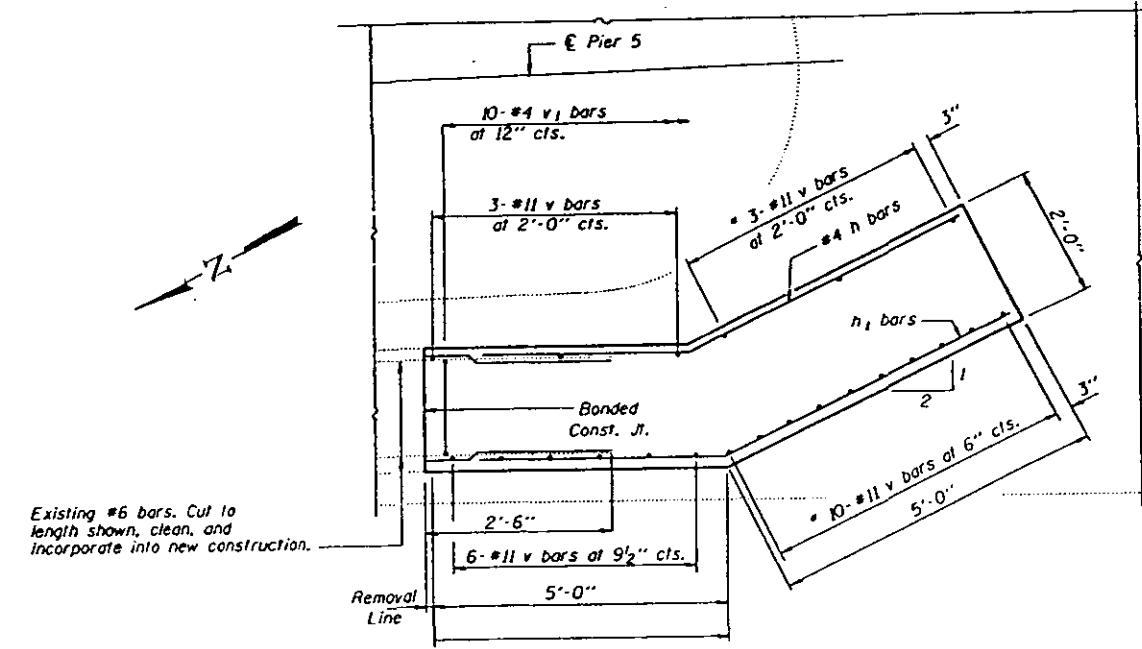 ℄ Pier 5
10-#4 v1 bars
at 12" cts.
3"
3-#11 v bars
at 2'-0" cts.
* 3-#11 v bars
at 2'-0" cts.
#4 h bars
2'-0"
N
h1 bars
1
2
3"
Bonded
Const. Jt.
* 10-#11 v bars at 6" cts.
5'-0"
Existing #6 bars. Cut to
length shown, clean, and
incorporate into new construction.
2'-6"
6-#11 v bars at 9½" cts.
Removal
Line
5'-0"